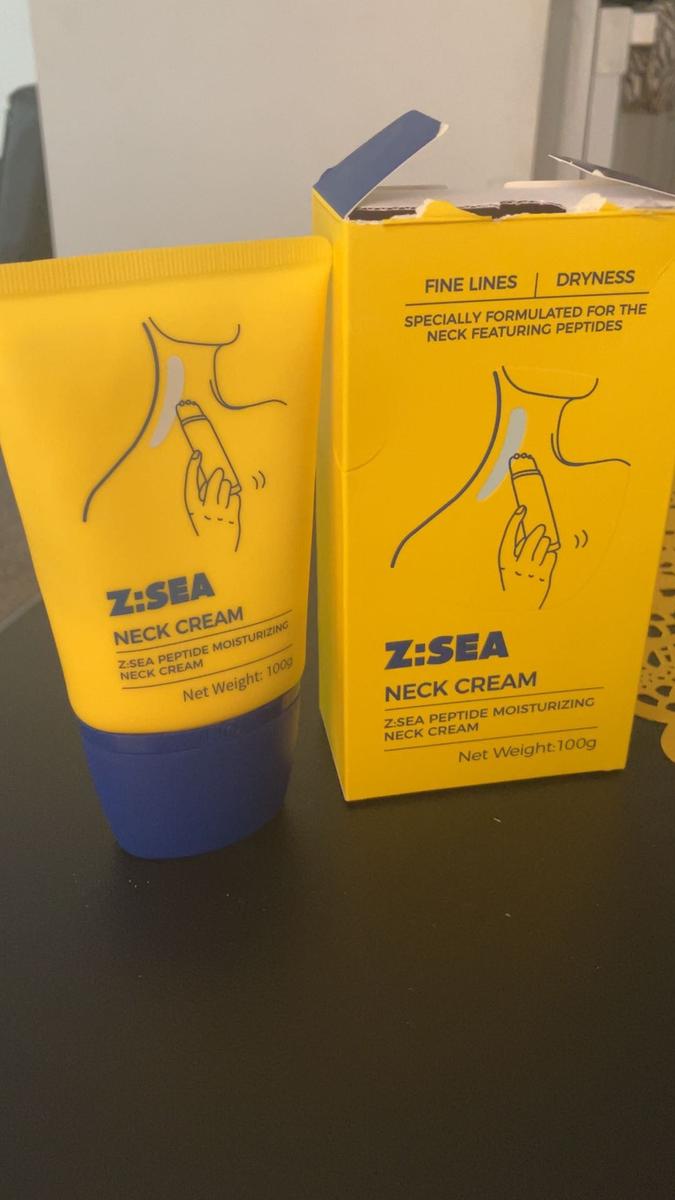 Z:SEA
NECK CREAM
Z:SEA PEPTIDE MOISTURIZING
NECK CREAM
Net Weight: 100g
FINE LINES | DRYNESS
SPECIALLY FORMULATED FOR THE
NECK FEATURING PEPTIDES
Z:SEA
NECK CREAM
Z:SEA PEPTIDE MOISTURIZING
NECK CREAM
Net Weight:100g